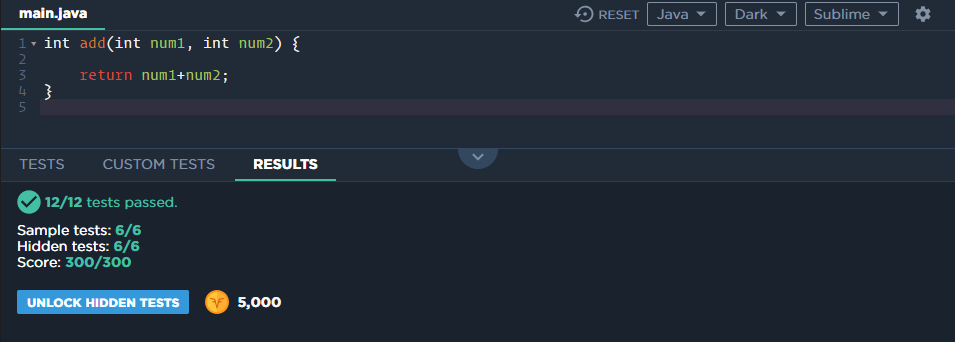 main.java RESET Java Dark Sublime
1 int add(int num1, int num2) {
2
3     return num1+num2;
4 }
5
TESTS CUSTOM TESTS RESULTS
12/12 tests passed.
Sample tests: 6/6
Hidden tests: 6/6
Score: 300/300
UNLOCK HIDDEN TESTS 5,000